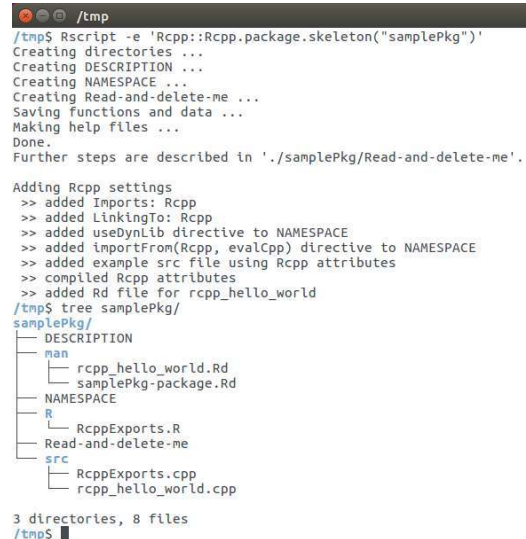 /tmp
/tmp$ Rscript -e 'Rcpp::Rcpp.package.skeleton("samplePkg")'
Creating directories ...
Creating DESCRIPTION ...
Creating NAMESPACE ...
Creating Read-and-delete-me ...
Saving functions and data ...
Making help files ...
Done.
Further steps are described in './samplePkg/Read-and-delete-me'.

Adding Rcpp settings
 >> added Imports: Rcpp
 >> added LinkingTo: Rcpp
 >> added useDynLib directive to NAMESPACE
 >> added importFrom(Rcpp, evalCpp) directive to NAMESPACE
 >> added example src file using Rcpp attributes
 >> compiled Rcpp attributes
 >> added Rd file for rcpp_hello_world
/tmp$ tree samplePkg/
samplePkg/
├── DESCRIPTION
├── man
│   ├── rcpp_hello_world.Rd
│   └── samplePkg-package.Rd
├── NAMESPACE
├── R
│   └── RcppExports.R
├── Read-and-delete-me
└── src
    ├── RcppExports.cpp
    └── rcpp_hello_world.cpp

3 directories, 8 files
/tmp$